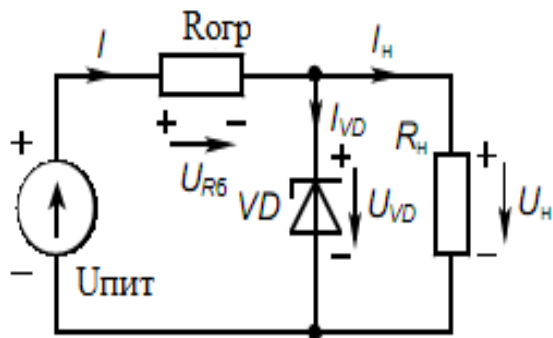 Rогр
I
Iн
+ −
IVD
+
URб
VD
+
UVD
−
Rн
+
Uн
−
−
Uпит